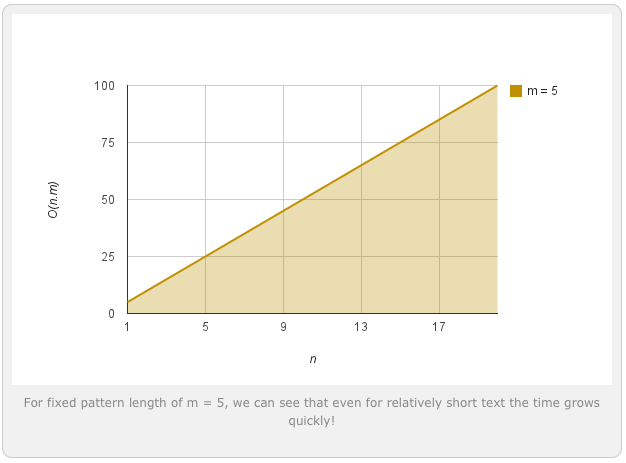 100
75
50
25
0
O(n.m)
1 5 9 13 17
n
m = 5
For fixed pattern length of m = 5, we can see that even for relatively short text the time grows
quickly!